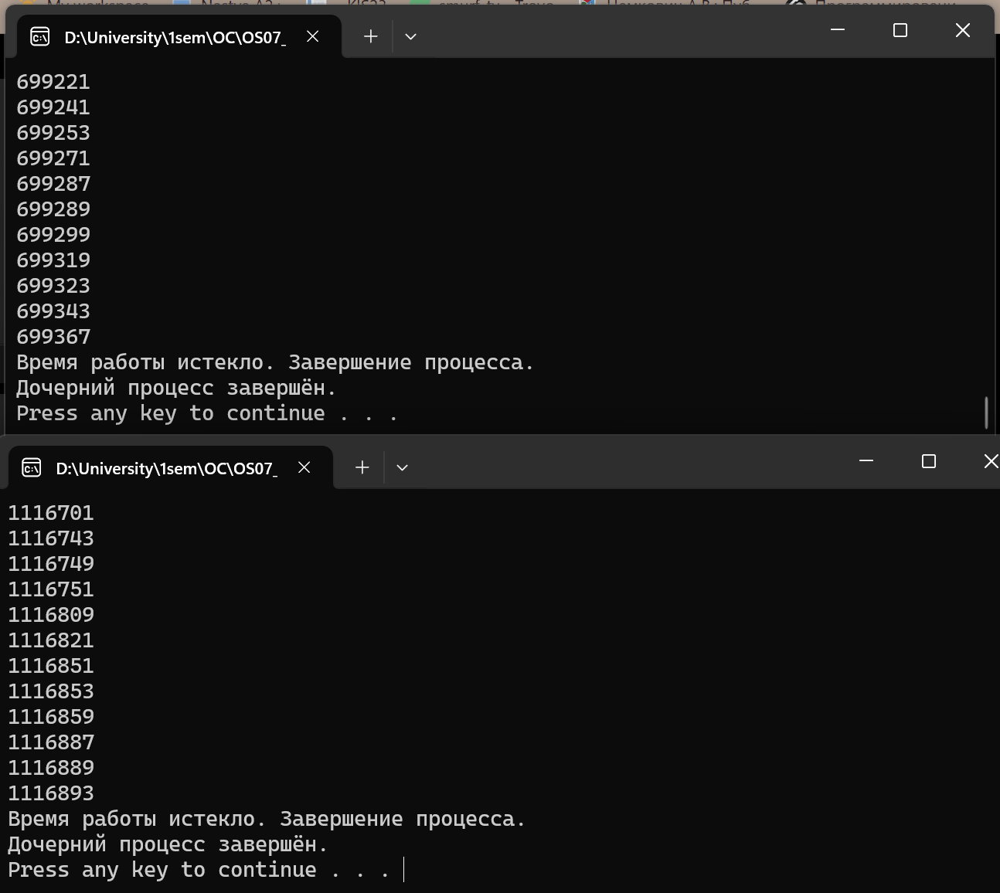 D:\University\1sem\OC\OS07_
699221
699241
699253
699271
699287
699289
699299
699319
699323
699343
699367
Время работы истекло. Завершение процесса.
Дочерний процесс завершён.
Press any key to continue . . .
D:\University\1sem\OC\OS07_
1116701
1116743
1116749
1116751
1116809
1116821
1116851
1116853
1116859
1116887
1116889
1116893
Время работы истекло. Завершение процесса.
Дочерний процесс завершён.
Press any key to continue . . .